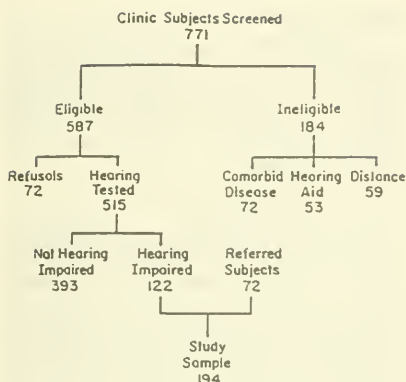 Clinic Subjects Screened
771
Eligible
587
Ineligible
184
Refusols
72
Hearing
Tested
515
Comorbid
Disease
72
Hearing
Aid
53
Distance
59
Not Hearing
Impaired
393
Hearing
Impaired
122
Referred
Subjects
72
Study
Sample
194